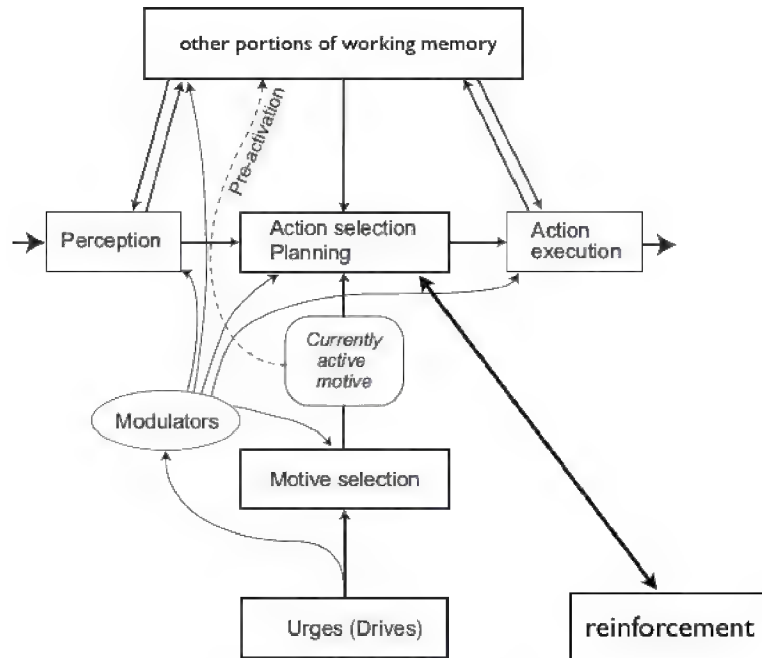 other portions of working memory
Pre-activation
Perception
Action selection
Planning
Action
execution
Currently
active
motive
Modulators
Motive selection
Urges (Drives)
reinforcement